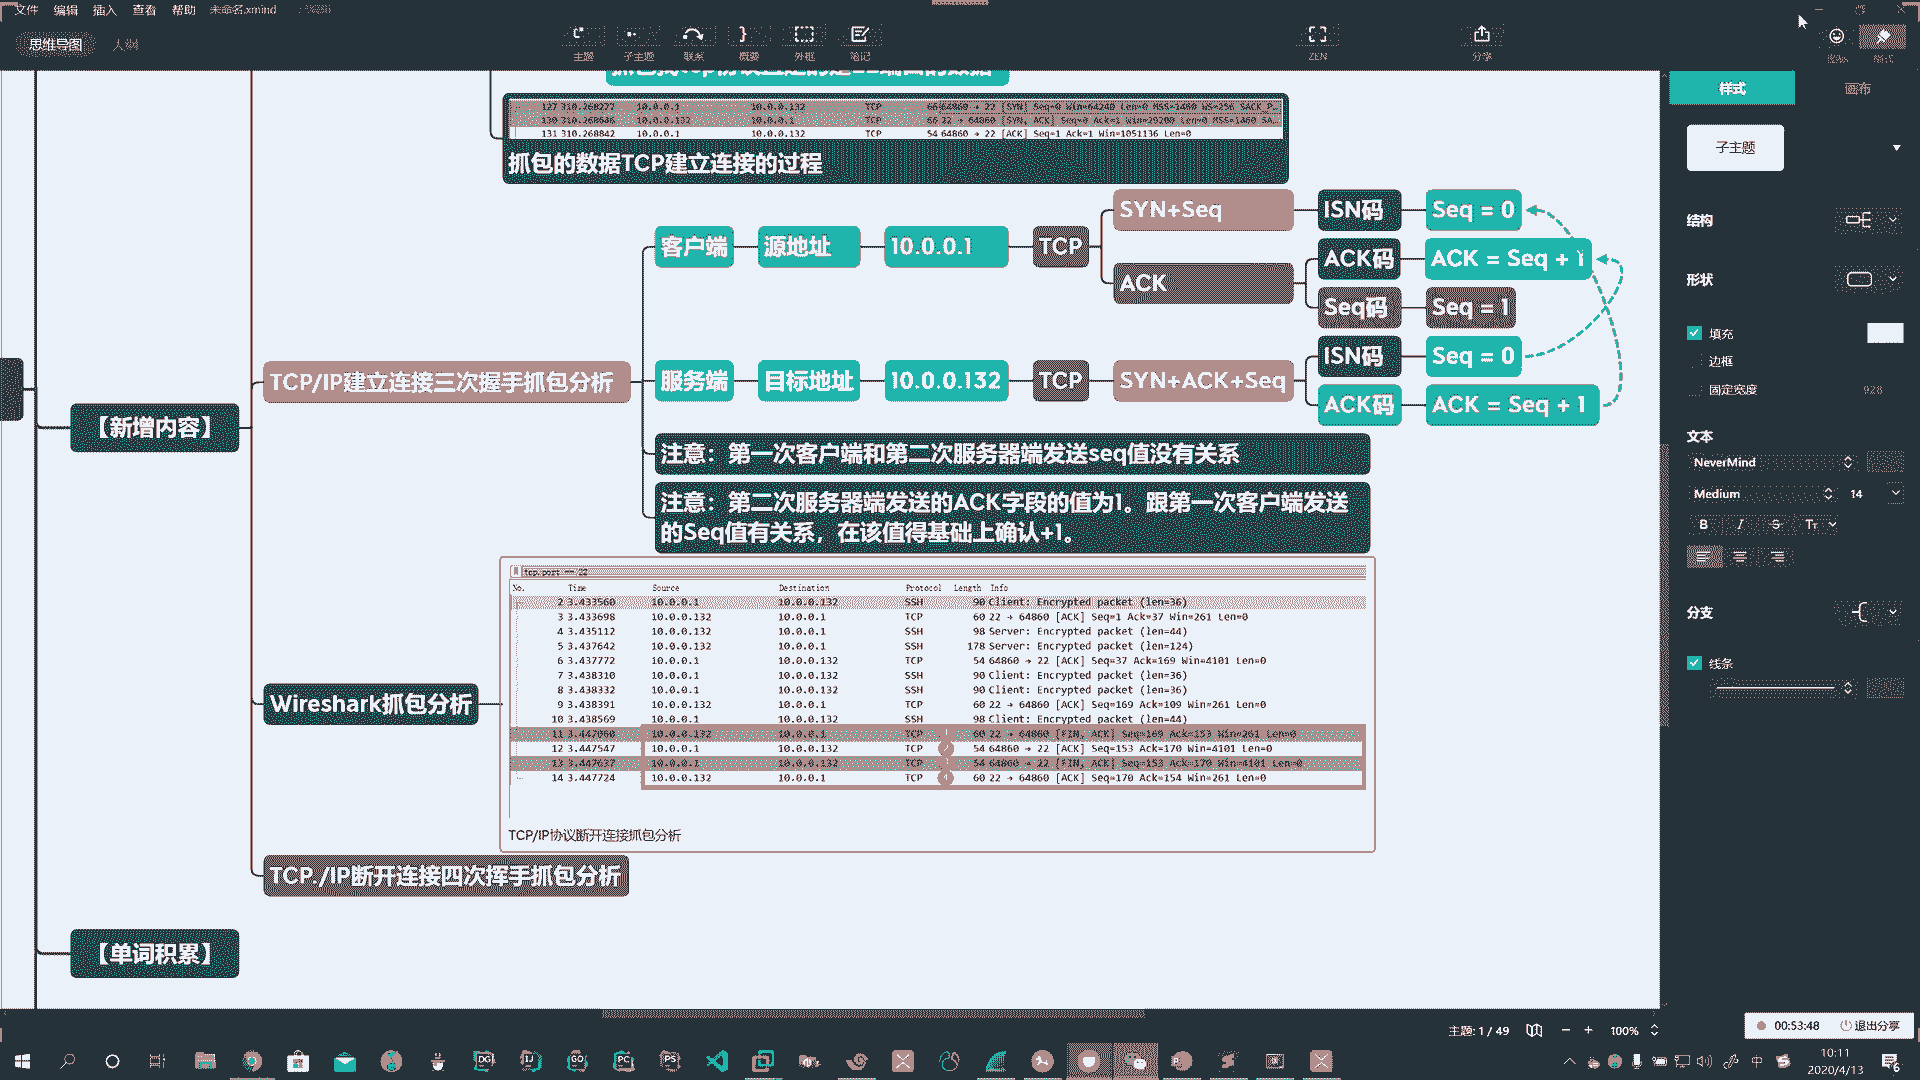 文件 编辑 插入 查看 帮助 未命名.xmind
思维导图
主题 子主题 联系 概要 外框 笔记 ZEN 分享
样式 画布
127 310.268277 10.0.0.1 10.0.0.132 TCP 66 64860 → 22 [SYN] Seq=0 Win=64240 Len=0 MSS=1460 WS=256 SACK_P…
130 310.268646 10.0.0.132 10.0.0.1 TCP 66 22 → 64860 [SYN, ACK] Seq=0 Ack=1 Win=29200 Len=0 MSS=1460 SA…
131 310.268842 10.0.0.1 10.0.0.132 TCP 54 64860 → 22 [ACK] Seq=1 Ack=1 Win=1051136 Len=0
抓包的数据TCP建立连接的过程
SYN+Seq ISN码 Seq = 0
客户端 源地址 10.0.0.1 TCP
ACK码 ACK = Seq + 1
ACK
Seq码 Seq = 1
ISN码 Seq = 0
TCP/IP建立连接三次握手抓包分析
服务端 目标地址 10.0.0.132 TCP SYN+ACK+Seq
ACK码 ACK = Seq + 1
【新增内容】
注意：第一次客户端和第二次服务器端发送seq值没有关系
注意：第二次服务器端发送的ACK字段的值为1。跟第一次客户端发送
的Seq值有关系，在该值得基础上确认+1。
tcp.port == 22
No. Time Source Destination Protocol Length Info
2 3.433560 10.0.0.1 10.0.0.132 SSH 90 Client: Encrypted packet (len=36)
3 3.433698 10.0.0.132 10.0.0.1 TCP 60 22 → 64860 [ACK] Seq=1 Ack=37 Win=261 Len=0
4 3.435112 10.0.0.132 10.0.0.1 SSH 98 Server: Encrypted packet (len=44)
5 3.437642 10.0.0.132 10.0.0.1 SSH 178 Server: Encrypted packet (len=124)
6 3.437772 10.0.0.1 10.0.0.132 TCP 54 64860 → 22 [ACK] Seq=37 Ack=169 Win=4101 Len=0
7 3.438310 10.0.0.1 10.0.0.132 SSH 90 Client: Encrypted packet (len=36)
8 3.438332 10.0.0.1 10.0.0.132 SSH 90 Client: Encrypted packet (len=36)
9 3.438391 10.0.0.132 10.0.0.1 TCP 60 22 → 64860 [ACK] Seq=169 Ack=109 Win=261 Len=0
10 3.438569 10.0.0.1 10.0.0.132 SSH 98 Client: Encrypted packet (len=44)
11 3.447060 10.0.0.132 10.0.0.1 TCP 60 22 → 64860 [FIN, ACK] Seq=169 Ack=153 Win=261 Len=0
12 3.447547 10.0.0.1 10.0.0.132 TCP 54 64860 → 22 [ACK] Seq=153 Ack=170 Win=4101 Len=0
13 3.447637 10.0.0.1 10.0.0.132 TCP 54 64860 → 22 [FIN, ACK] Seq=153 Ack=170 Win=4101 Len=0
14 3.447724 10.0.0.132 10.0.0.1 TCP 60 22 → 64860 [ACK] Seq=170 Ack=154 Win=261 Len=0
Wireshark抓包分析
TCP/IP协议断开连接抓包分析
TCP./IP断开连接四次挥手抓包分析
【单词积累】
子主题
结构
形状
填充
边框
固定宽度 928
文本
NeverMind
Medium 14
B I S Tт
分支
线条
主题: 1 / 49 100%
00:53:48 退出分享
DG IJ GO PC PS
中
10:11
2020/4/13
6